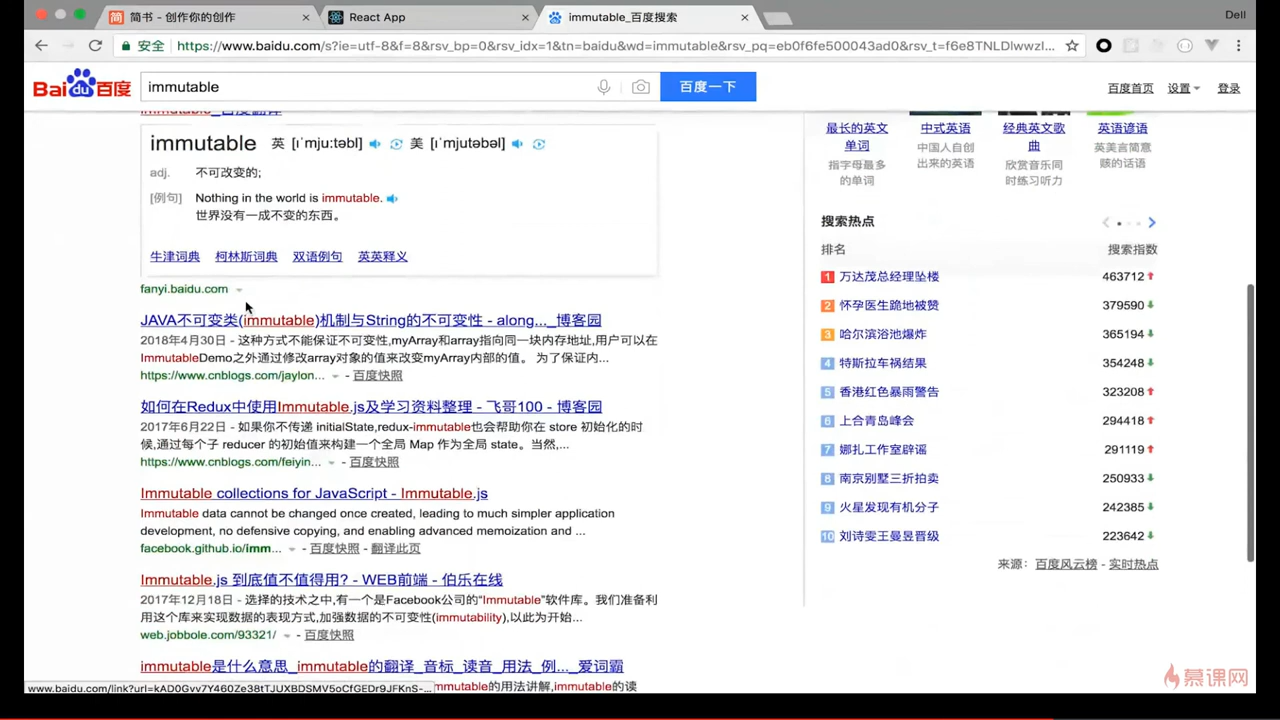 简书 - 创作你的创作
React App
immutable_百度搜索
Dell
安全
https://www.baidu.com/s?ie=utf-8&f=8&rsv_bp=0&rsv_idx=1&tn=baidu&wd=immutable&rsv_pq=eb0f6fe500043ad0&rsv_t=f6e8TNLDlwwzl...
Bai du 百度
immutable
百度一下
百度首页
设置
登录
immutable_百度翻译
immutable 英 [ɪˈmjuːtəbl] 美 [ɪˈmjutəbəl]
adj. 不可改变的;
[例句] Nothing in the world is immutable.
世界没有一成不变的东西。
牛津词典 柯林斯词典 双语例句 英英释义
fanyi.baidu.com
JAVA不可变类(immutable)机制与String的不可变性 - along..._博客园
2018年4月30日 - 这种方式不能保证不可变性,myArray和array指向同一块内存地址,用户可以在
ImmutableDemo之外通过修改array对象的值来改变myArray内部的值。 为了保证内...
https://www.cnblogs.com/jaylon... - 百度快照
如何在Redux中使用Immutable.js及学习资料整理 - 飞哥100 - 博客园
2017年6月22日 - 如果你不传递 initialState,redux-immutable也会帮助你在 store 初始化的时
候,通过每个子 reducer 的初始值来构建一个全局 Map 作为全局 state。当然,...
https://www.cnblogs.com/feiyin... - 百度快照
Immutable collections for JavaScript - Immutable.js
Immutable data cannot be changed once created, leading to much simpler application
development, no defensive copying, and enabling advanced memoization and ...
facebook.github.io/imm... - 百度快照 - 翻译此页
Immutable.js 到底值不值得用? - WEB前端 - 伯乐在线
2017年12月18日 - 选择的技术之中,有一个是Facebook公司的“Immutable”软件库。我们准备利
用这个库来实现数据的表现方式,加强数据的不可变性(immutability),以此为开始...
web.jobbole.com/93321/ - 百度快照
immutable是什么意思_immutable的翻译_音标_读音_用法_例..._爱词霸
mmutable的用法讲解,immutable的读
最长的英文 中式英语 经典英文歌 英语谚语
单词 中国人自创 曲 英美言简意
指字母最多 出来的英语 欣赏音乐同 赅的话语
的单词 时练习听力
搜索热点
排名 搜索指数
1 万达茂总经理坠楼 463712
2 怀孕医生跪地被赞 379590
3 哈尔滨浴池爆炸 365194
4 特斯拉车祸结果 354248
5 香港红色暴雨警告 323208
6 上合青岛峰会 294418
7 娜扎工作室辟谣 291119
8 南京别墅三折拍卖 250933
9 火星发现有机分子 242385
10 刘诗雯王曼昱晋级 223642
来源：百度风云榜 - 实时热点
慕课网